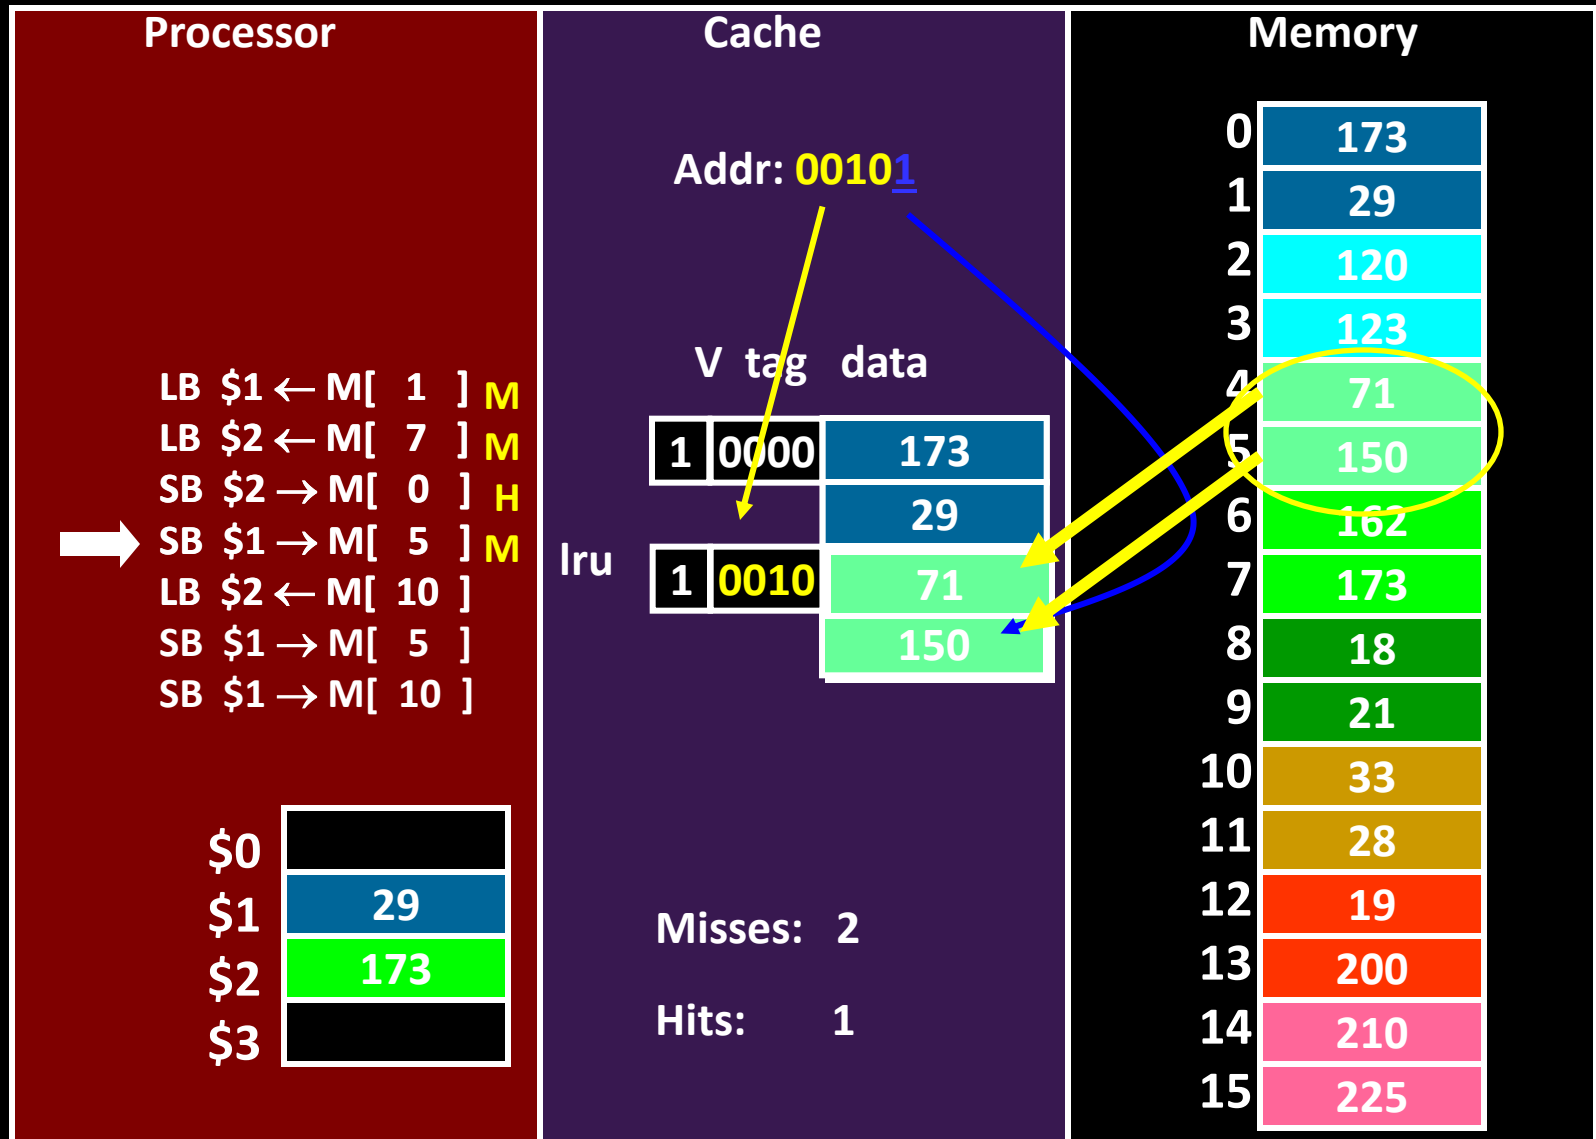 Processor
LB $1 ← M[ 1 ] M
LB $2 ← M[ 7 ] M
SB $2 → M[ 0 ] H
SB $1 → M[ 5 ] M
LB $2 ← M[ 10 ]
SB $1 → M[ 5 ]
SB $1 → M[ 10 ]
$0
$1 29
$2 173
$3
Cache
Addr: 00101
V tag data
1 0000 173
29
lru 1 0010 71
150
Misses: 2
Hits: 1
Memory
0 173
1 29
2 120
3 123
4 71
5 150
6 162
7 173
8 18
9 21
10 33
11 28
12 19
13 200
14 210
15 225